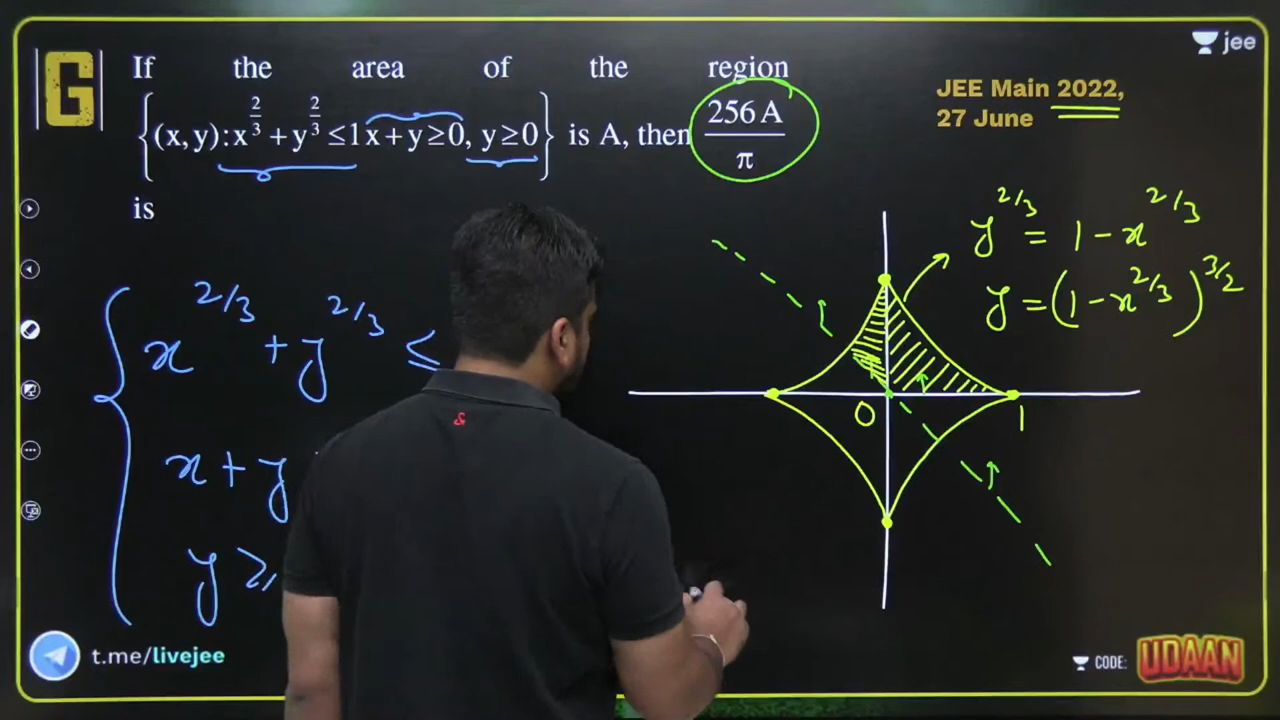 G
If the area of the region
{(x, y) : x^{2/3} + y^{2/3} ≤ 1 x + y ≥ 0, y ≥ 0} is A, then 256 A / π
is
jee
JEE Main 2022,
27 June
x^{2/3} + y^{2/3} ≤
x + y
y ≥
y^{2/3} = 1 - x^{2/3}
y = (1 - x^{2/3})^{3/2}
0
1
t.me/livejee
CODE:
UDAAN